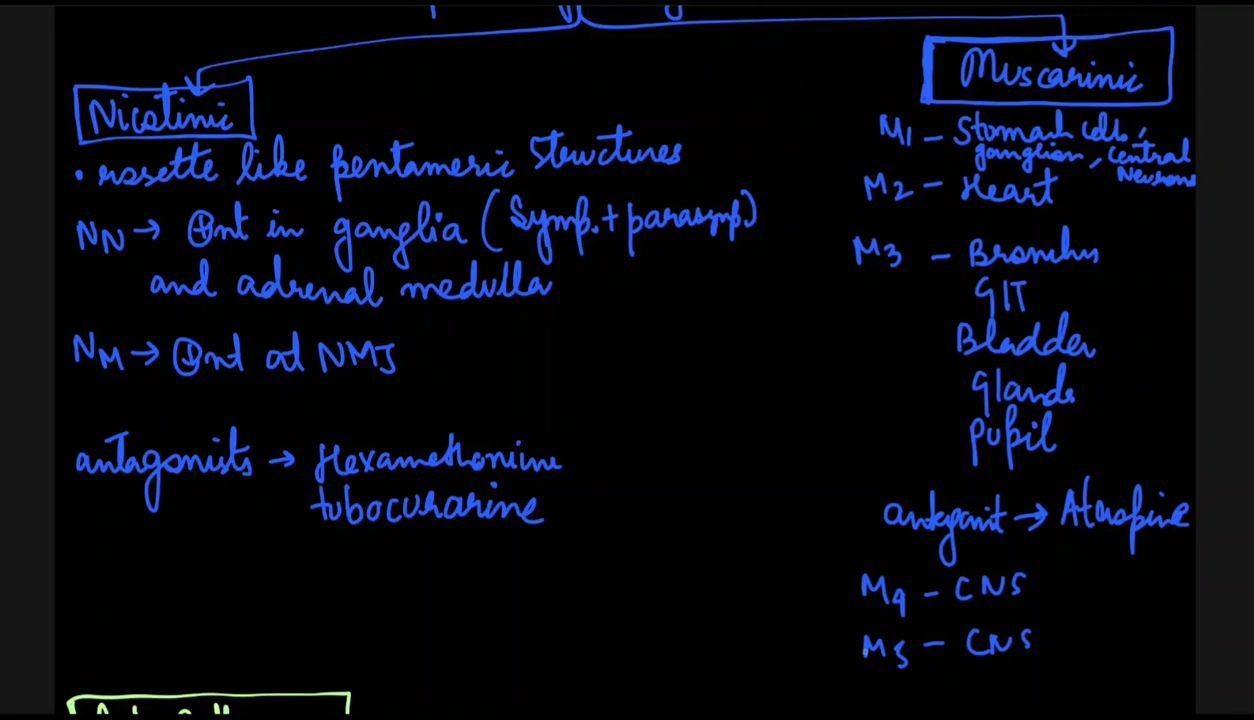 Nicotinic
• rosette like pentameric structures
NN → Ⓟnt in ganglia (Symp. + parasymp.)
and adrenal medulla
NM → Ⓟnt at NMJ
antagonists → Hexamethonium
tubocurarine
Muscarinic
M1 – Stomach cells,
ganglion, central
Neurons
M2 – Heart
M3 – Bronchus
GIT
Bladder
Glands
Pupil
antagonist → Atropine
M4 – CNS
M5 – CNS